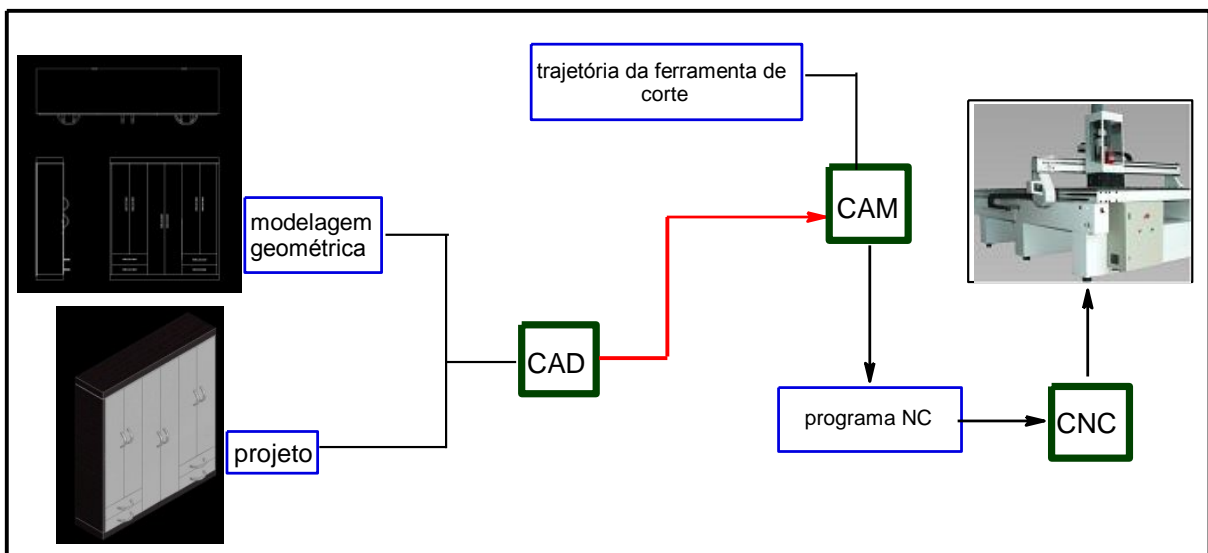 trajetória da ferramenta de
corte
modelagem
geométrica
CAM
CAD
projeto
programa NC
CNC